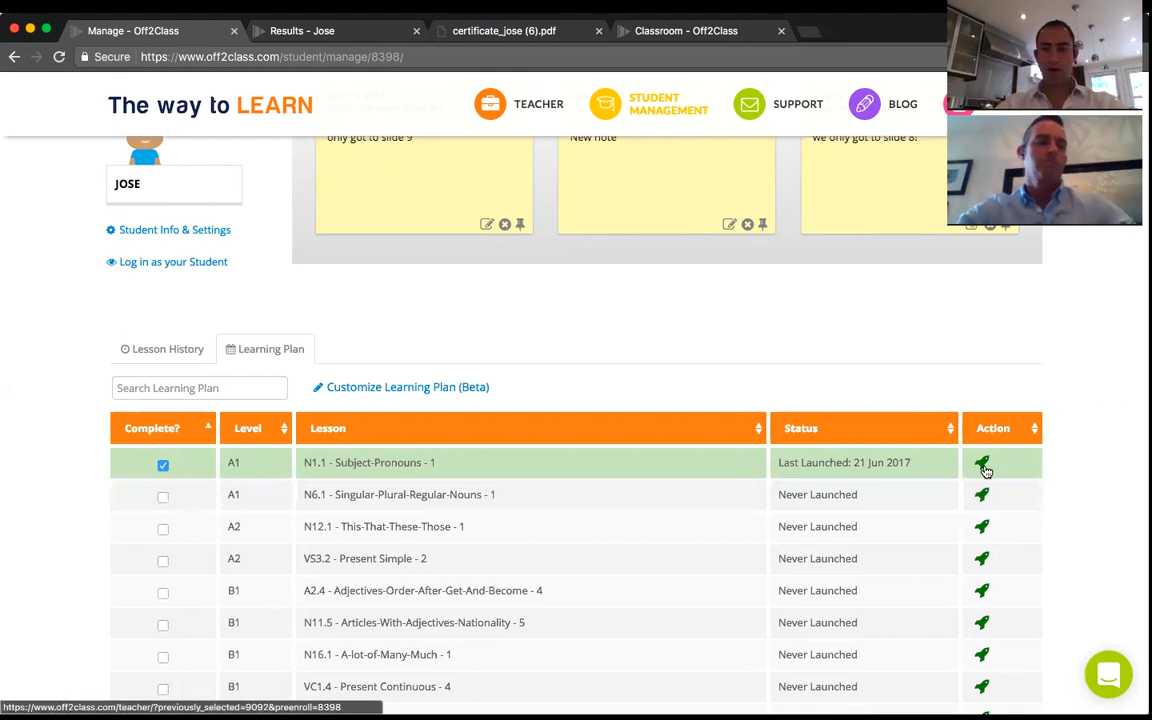 Manage - Off2Class
Results - Jose
certificate_jose (6).pdf
Classroom - Off2Class
Secure
https://www.off2class.com/student/manage/8398/
The way to LEARN
TEACHER
STUDENT MANAGEMENT
SUPPORT
BLOG
only got to slide 9
New note
we only got to slide 8!
JOSE
Student Info & Settings
Log in as your Student
Lesson History
Learning Plan
Search Learning Plan
Customize Learning Plan (Beta)
Complete? Level Lesson Status Action
A1 N1.1 - Subject-Pronouns - 1 Last Launched: 21 Jun 2017
A1 N6.1 - Singular-Plural-Regular-Nouns - 1 Never Launched
A2 N12.1 - This-That-These-Those - 1 Never Launched
A2 VS3.2 - Present Simple - 2 Never Launched
B1 A2.4 - Adjectives-Order-After-Get-And-Become - 4 Never Launched
B1 N11.5 - Articles-With-Adjectives-Nationality - 5 Never Launched
B1 N16.1 - A-lot-of-Many-Much - 1 Never Launched
B1 VC1.4 - Present Continuous - 4 Never Launched
https://www.off2class.com/teacher/?previously_selected=9092&preenroll=8398